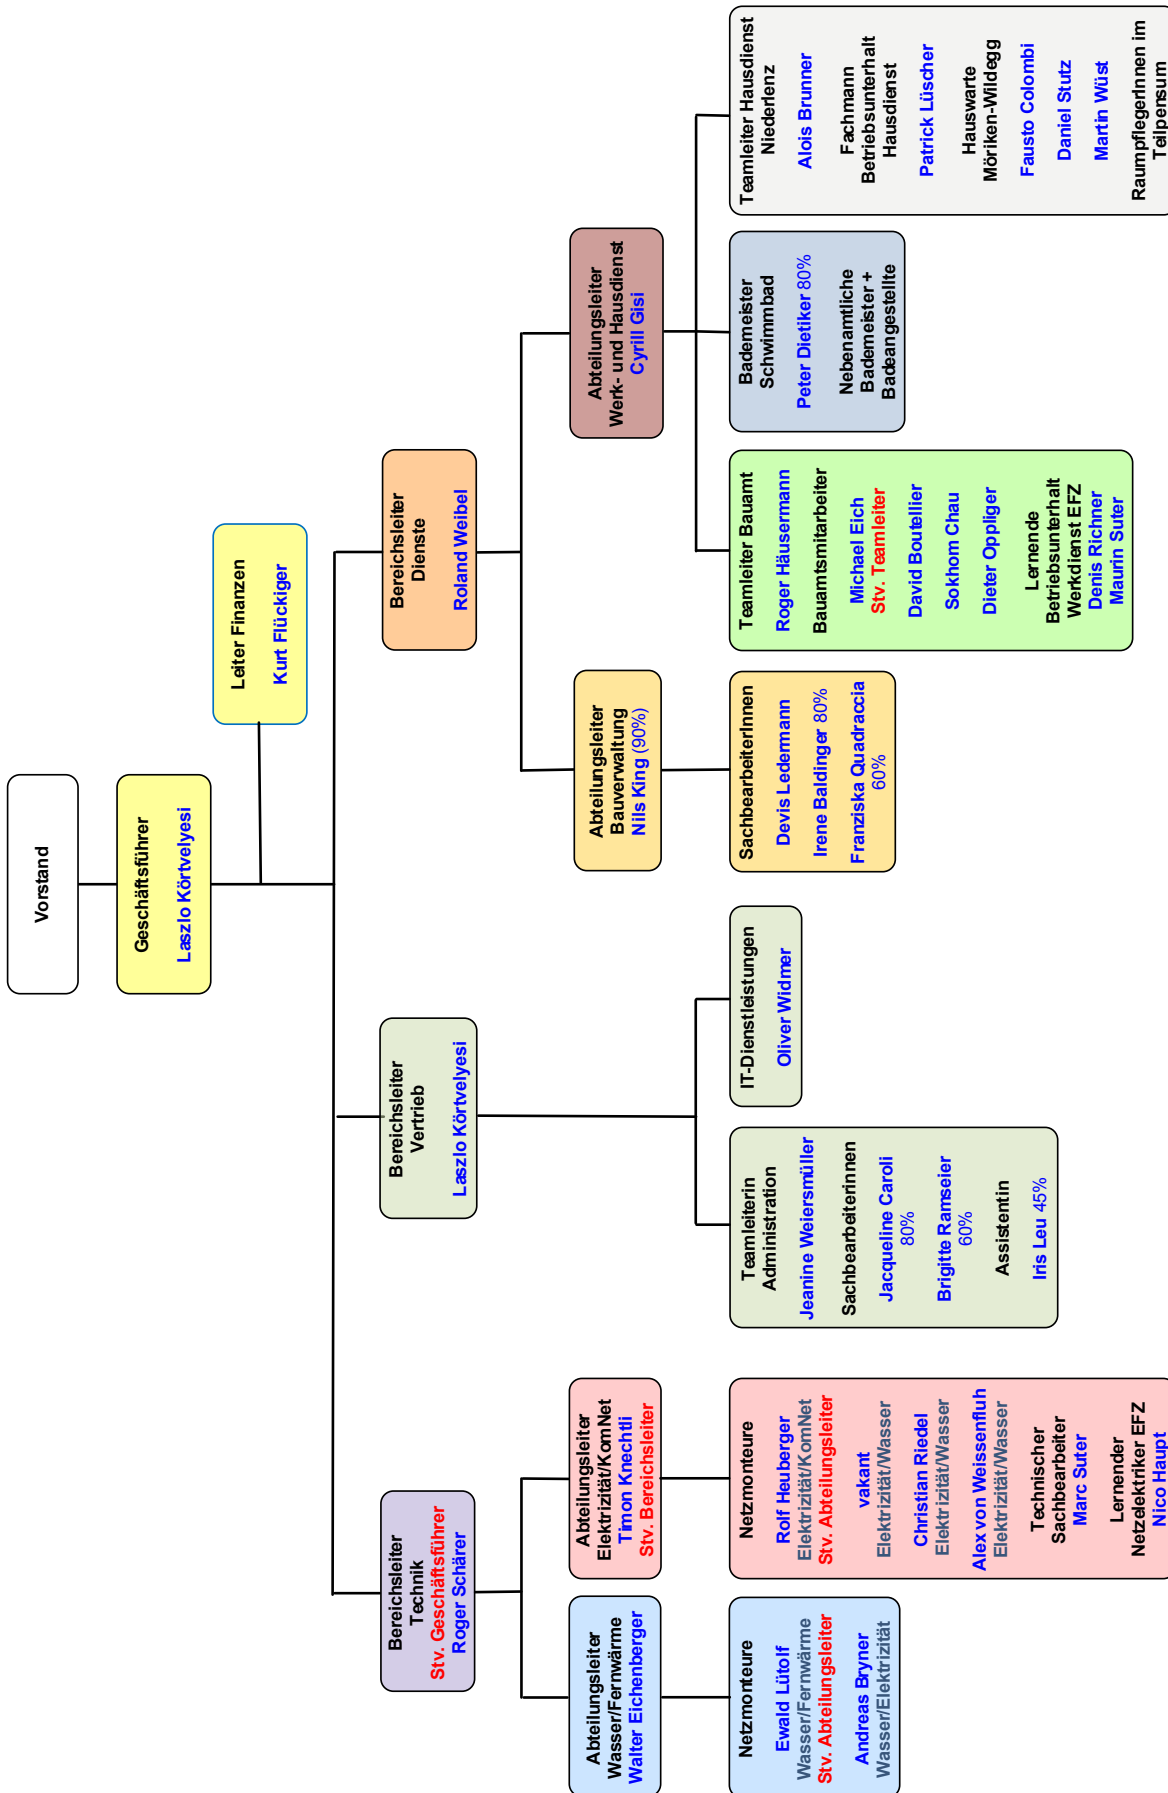 Vorstand
Geschäftsführer
Laszlo Körtvelyesi
Leiter Finanzen
Kurt Flückiger
Bereichsleiter
Technik
Stv. Geschäftsführer
Roger Schärer
Bereichsleiter
Vertrieb
Laszlo Körtvelyesi
Bereichsleiter
Dienste
Roland Weibel
Abteilungsleiter
Wasser/Fernwärme
Walter Eichenberger
Abteilungsleiter
Elektrizität/KomNet
Timon Knechtli
Stv. Bereichsleiter
Abteilungsleiter
Bauverwaltung
Nils King (90%)
Abteilungsleiter
Werk- und Hausdienst
Cyrill Gisi
Netzmonteure
Ewald Lütolf
Wasser/Fernwärme
Stv. Abteilungsleiter
Andreas Bryner
Wasser/Elektrizität
Netzmonteure
Rolf Heuberger
Elektrizität/KomNet
Stv. Abteilungsleiter
vakant
Elektrizität/Wasser
Christian Riedel
Elektrizität/Wasser
Alex von Weissenfluh
Elektrizität/Wasser
Technischer
Sachbearbeiter
Marc Suter
Lernender
Netzelektriker EFZ
Nico Haupt
Teamleiterin
Administration
Jeanine Weiersmüller
Sachbearbeiterinnen
Jacqueline Caroli
80%
Brigitte Ramseier
60%
Assistentin
Iris Leu 45%
IT-Dienstleistungen
Oliver Widmer
SachbearbeiterInnen
Devis Ledermann
Irene Baldinger 80%
Franziska Quadraccia
60%
Teamleiter Bauamt
Roger Häusermann
Bauamtsmitarbeiter
Michael Eich
Stv. Teamleiter
David Boutellier
Sokhom Chau
Dieter Oppliger
Lernende
Betriebsunterhalt
Werkdienst EFZ
Denis Richner
Maurin Suter
Bademeister
Schwimmbad
Peter Dietiker 80%
Nebenamtliche
Bademeister +
Badeangestellte
Teamleiter Hausdienst
Niederlenz
Alois Brunner
Fachmann
Betriebsunterhalt
Hausdienst
Patrick Lüscher
Hauswarte
Möriken-Wildegg
Fausto Colombi
Daniel Stutz
Martin Wüst
RaumpflegerInnen im
Teilpensum